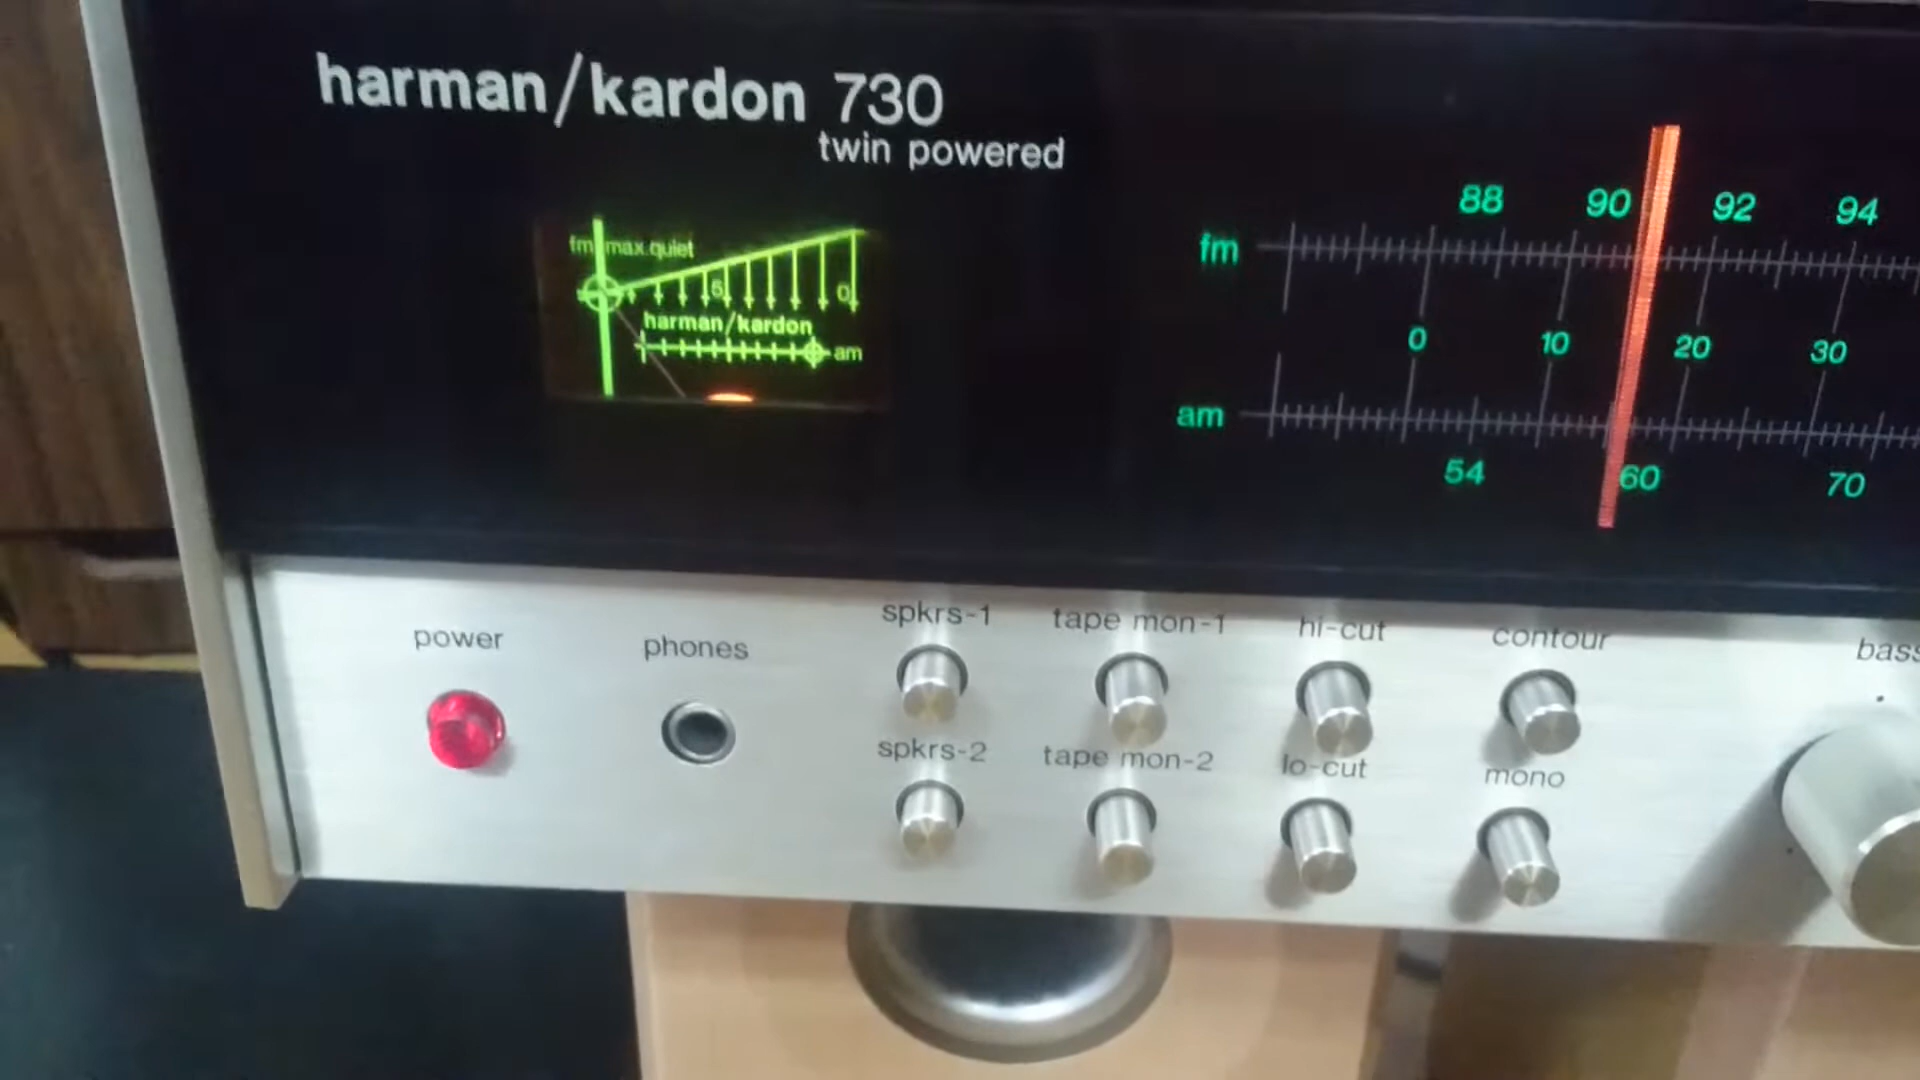 harman/kardon 730
twin powered
fm max.quiet
5 0
harman/kardon
am
88 90 92 94
fm
0 10 20 30
am
54 60 70
power
phones
spkrs-1
tape mon-1
hi-cut
contour
bass
spkrs-2
tape mon-2
lo-cut
mono